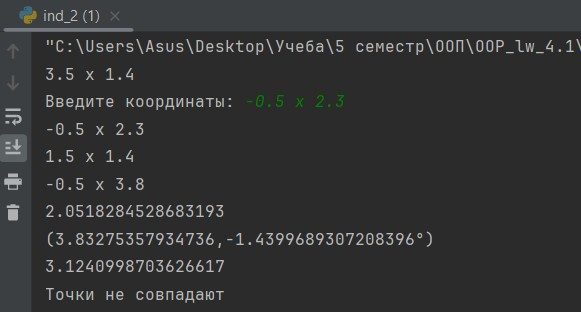 ind_2 (1)
"C:\Users\Asus\Desktop\Учеба\5 семестр\ООП\OOP_lw_4.1\
3.5 x 1.4
Введите координаты: -0.5 x 2.3
-0.5 x 2.3
1.5 x 1.4
-0.5 x 3.8
2.0518284528683193
(3.83275357934736,-1.4399689307208396°)
3.1240998703626617
Точки не совпадают